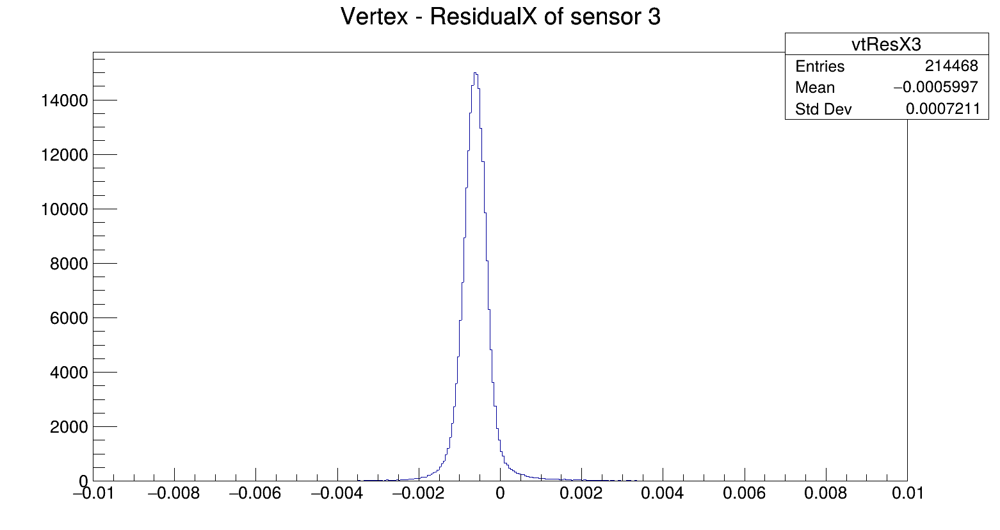 Vertex - ResidualX of sensor 3
vtResX3
Entries 214468
Mean −0.0005997
Std Dev 0.0007211
14000
12000
10000
8000
6000
4000
2000
0
−0.01 −0.008 −0.006 −0.004 −0.002 0 0.002 0.004 0.006 0.008 0.01